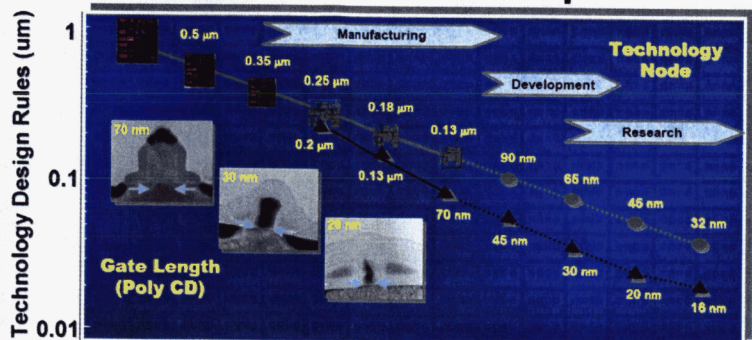 Technology Design Rules (um)
1
0.1
0.01
Manufacturing
Development
Research
Technology
Node
0.5 µm
0.35 µm
0.25 µm
0.18 µm
0.13 µm
90 nm
65 nm
45 nm
32 nm
0.2 µm
0.13 µm
70 nm
45 nm
30 nm
20 nm
16 nm
70 nm
30 nm
20 nm
Gate Length
(Poly CD)